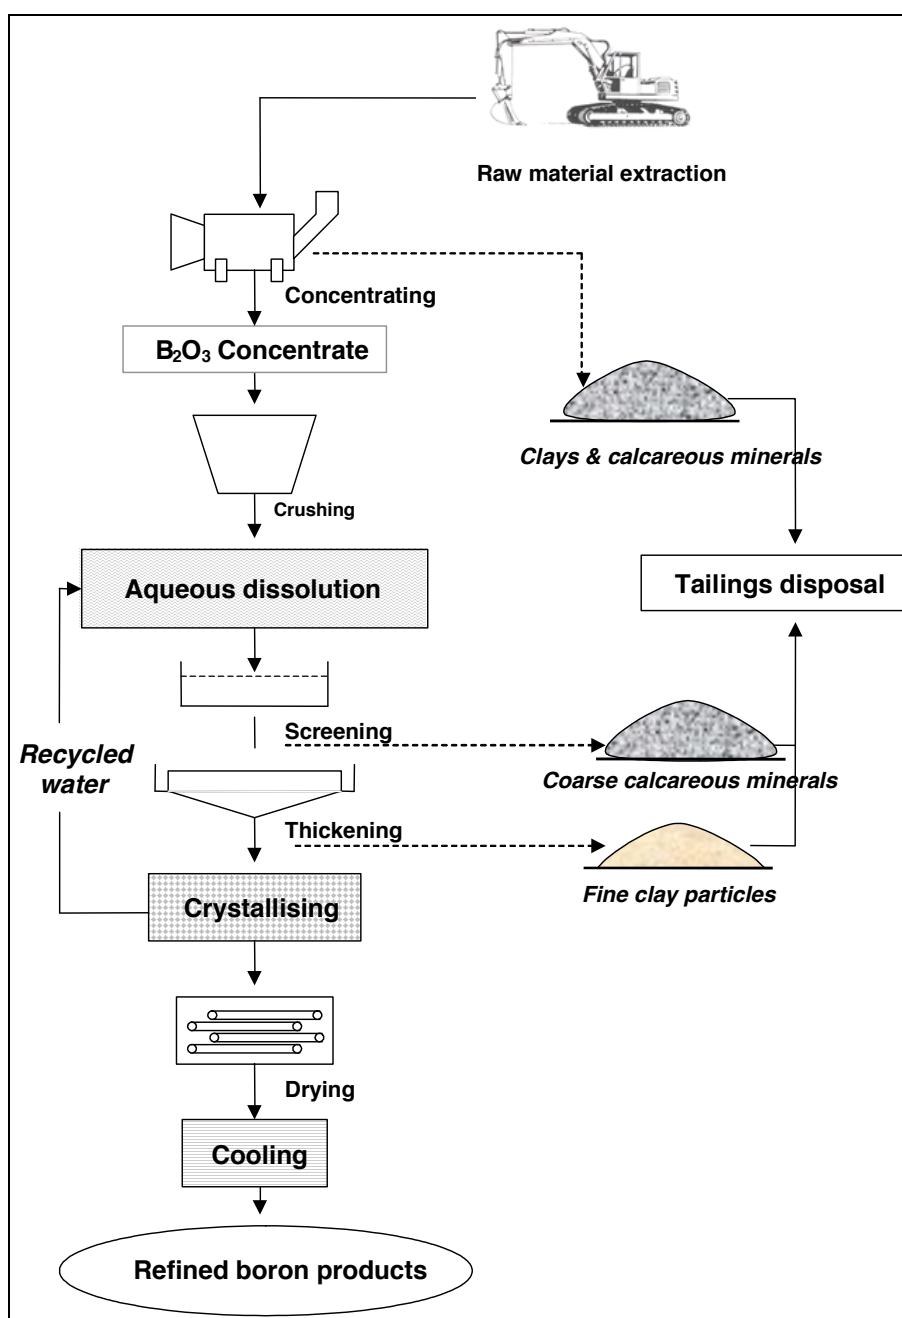 Raw material extraction
Concentrating
B₂O₃ Concentrate
Clays & calcareous minerals
Crushing
Aqueous dissolution
Tailings disposal
Screening
Recycled
water
Coarse calcareous minerals
Thickening
Fine clay particles
Crystallising
Drying
Cooling
Refined boron products